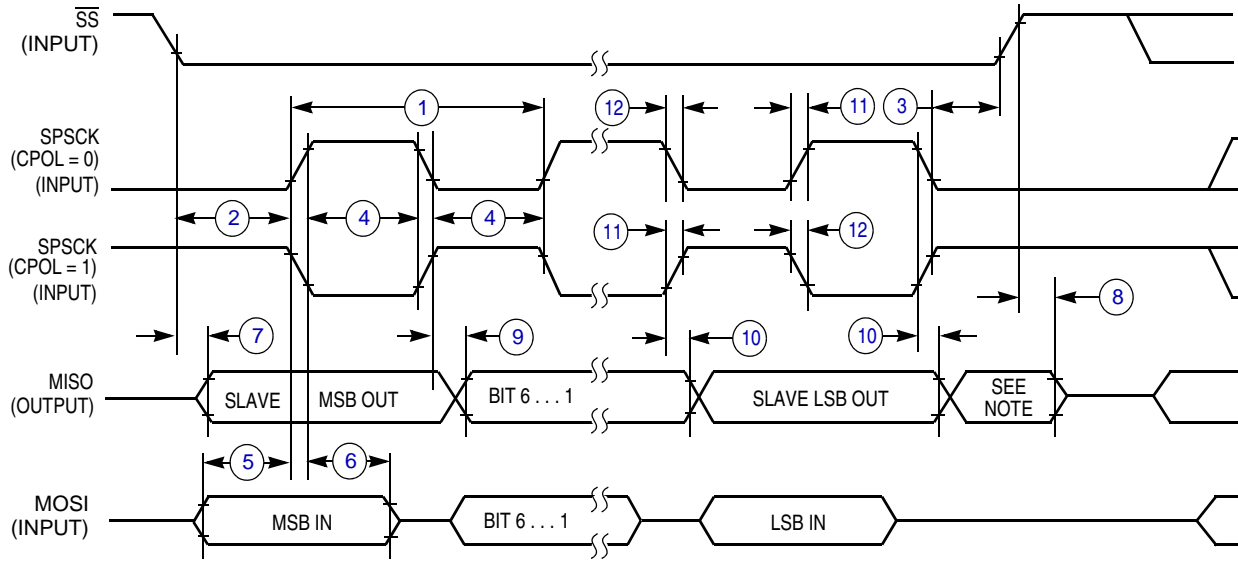 SS
(INPUT)
1
12
11
3
SPSCK
(CPOL = 0)
(INPUT)
2
4
4
SPSCK
(CPOL = 1)
(INPUT)
11
12
7
9
10
10
8
MISO
(OUTPUT)
SLAVE
MSB OUT
BIT 6 . . . 1
SLAVE LSB OUT
SEE
NOTE
5
6
MOSI
(INPUT)
MSB IN
BIT 6 . . . 1
LSB IN